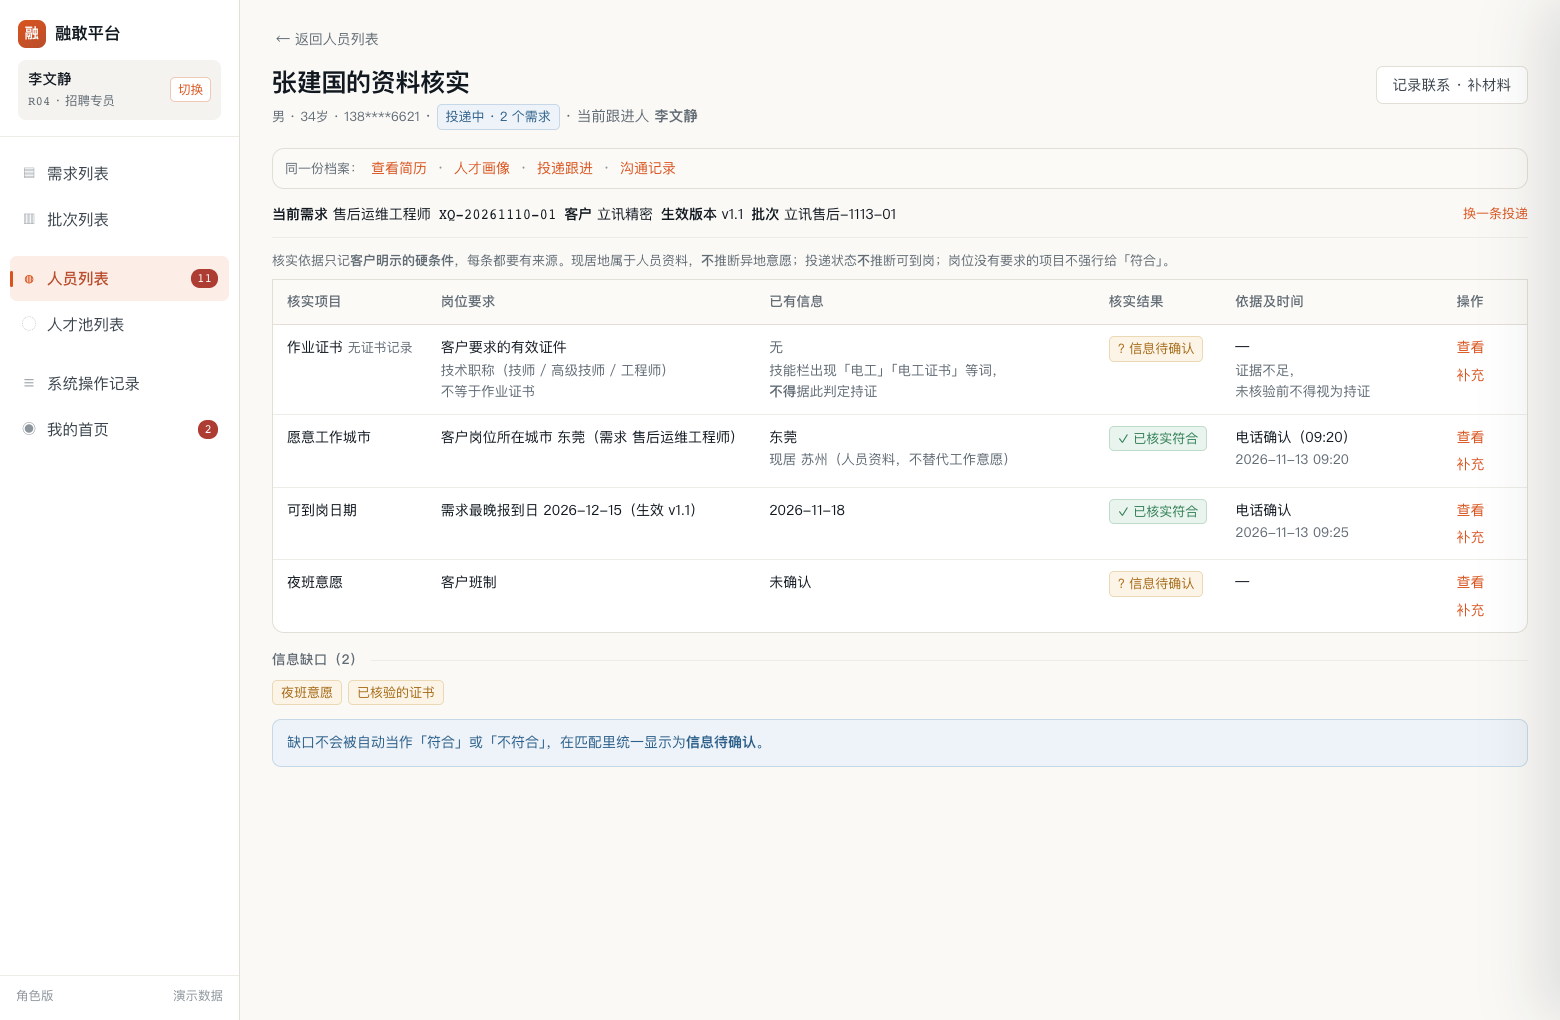 融 融敢平台
李文静
R04 · 招聘专员
切换
需求列表
批次列表
人员列表 11
人才池列表
系统操作记录
我的首页 2
角色版 演示数据
← 返回人员列表
张建国的资料核实
男 · 34岁 · 138****6621 · 投递中 · 2 个需求 · 当前跟进人 李文静
记录联系 · 补材料
同一份档案： 查看简历 · 人才画像 · 投递跟进 · 沟通记录
当前需求 售后运维工程师 XQ-20261110-01 客户 立讯精密 生效版本 v1.1 批次 立讯售后-1113-01
换一条投递
核实依据只记客户明示的硬条件，每条都要有来源。现居地属于人员资料，不推断异地意愿；投递状态不推断可到岗；岗位没有要求的项目不强行给「符合」。
核实项目 岗位要求 已有信息 核实结果 依据及时间 操作
作业证书 无证书记录
客户要求的有效证件
技术职称（技师 / 高级技师 / 工程师）
不等于作业证书
无
技能栏出现「电工」「电工证书」等词，
不得据此判定持证
? 信息待确认
—
证据不足，
未核验前不得视为持证
查看
补充
愿意工作城市
客户岗位所在城市 东莞（需求 售后运维工程师）
东莞
现居 苏州（人员资料，不替代工作意愿）
✓ 已核实符合
电话确认（09:20）
2026-11-13 09:20
查看
补充
可到岗日期
需求最晚报到日 2026-12-15（生效 v1.1）
2026-11-18
✓ 已核实符合
电话确认
2026-11-13 09:25
查看
补充
夜班意愿
客户班制
未确认
? 信息待确认
—
查看
补充
信息缺口（2）
夜班意愿 已核验的证书
缺口不会被自动当作「符合」或「不符合」，在匹配里统一显示为信息待确认。